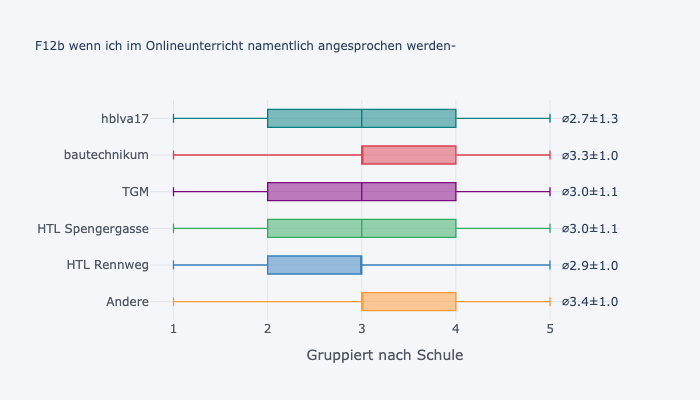 F12b wenn ich im Onlineunterricht namentlich angesprochen werden-
hblva17 ⌀2.7±1.3
bautechnikum ⌀3.3±1.0
TGM ⌀3.0±1.1
HTL Spengergasse ⌀3.0±1.1
HTL Rennweg ⌀2.9±1.0
Andere ⌀3.4±1.0
1 2 3 4 5
Gruppiert nach Schule